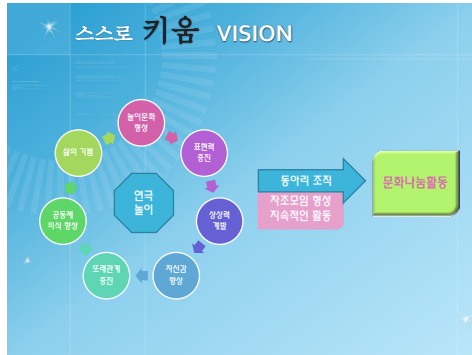 스스로 키움 VISION
놀이문화
향상
표현력
증진
상상력
개발
자신감
향상
또래관계
증진
공동체
의식 향상
삶의 기쁨
연극
놀이
동아리 조직
자조모임 형성
지속적인 활동
문화나눔활동